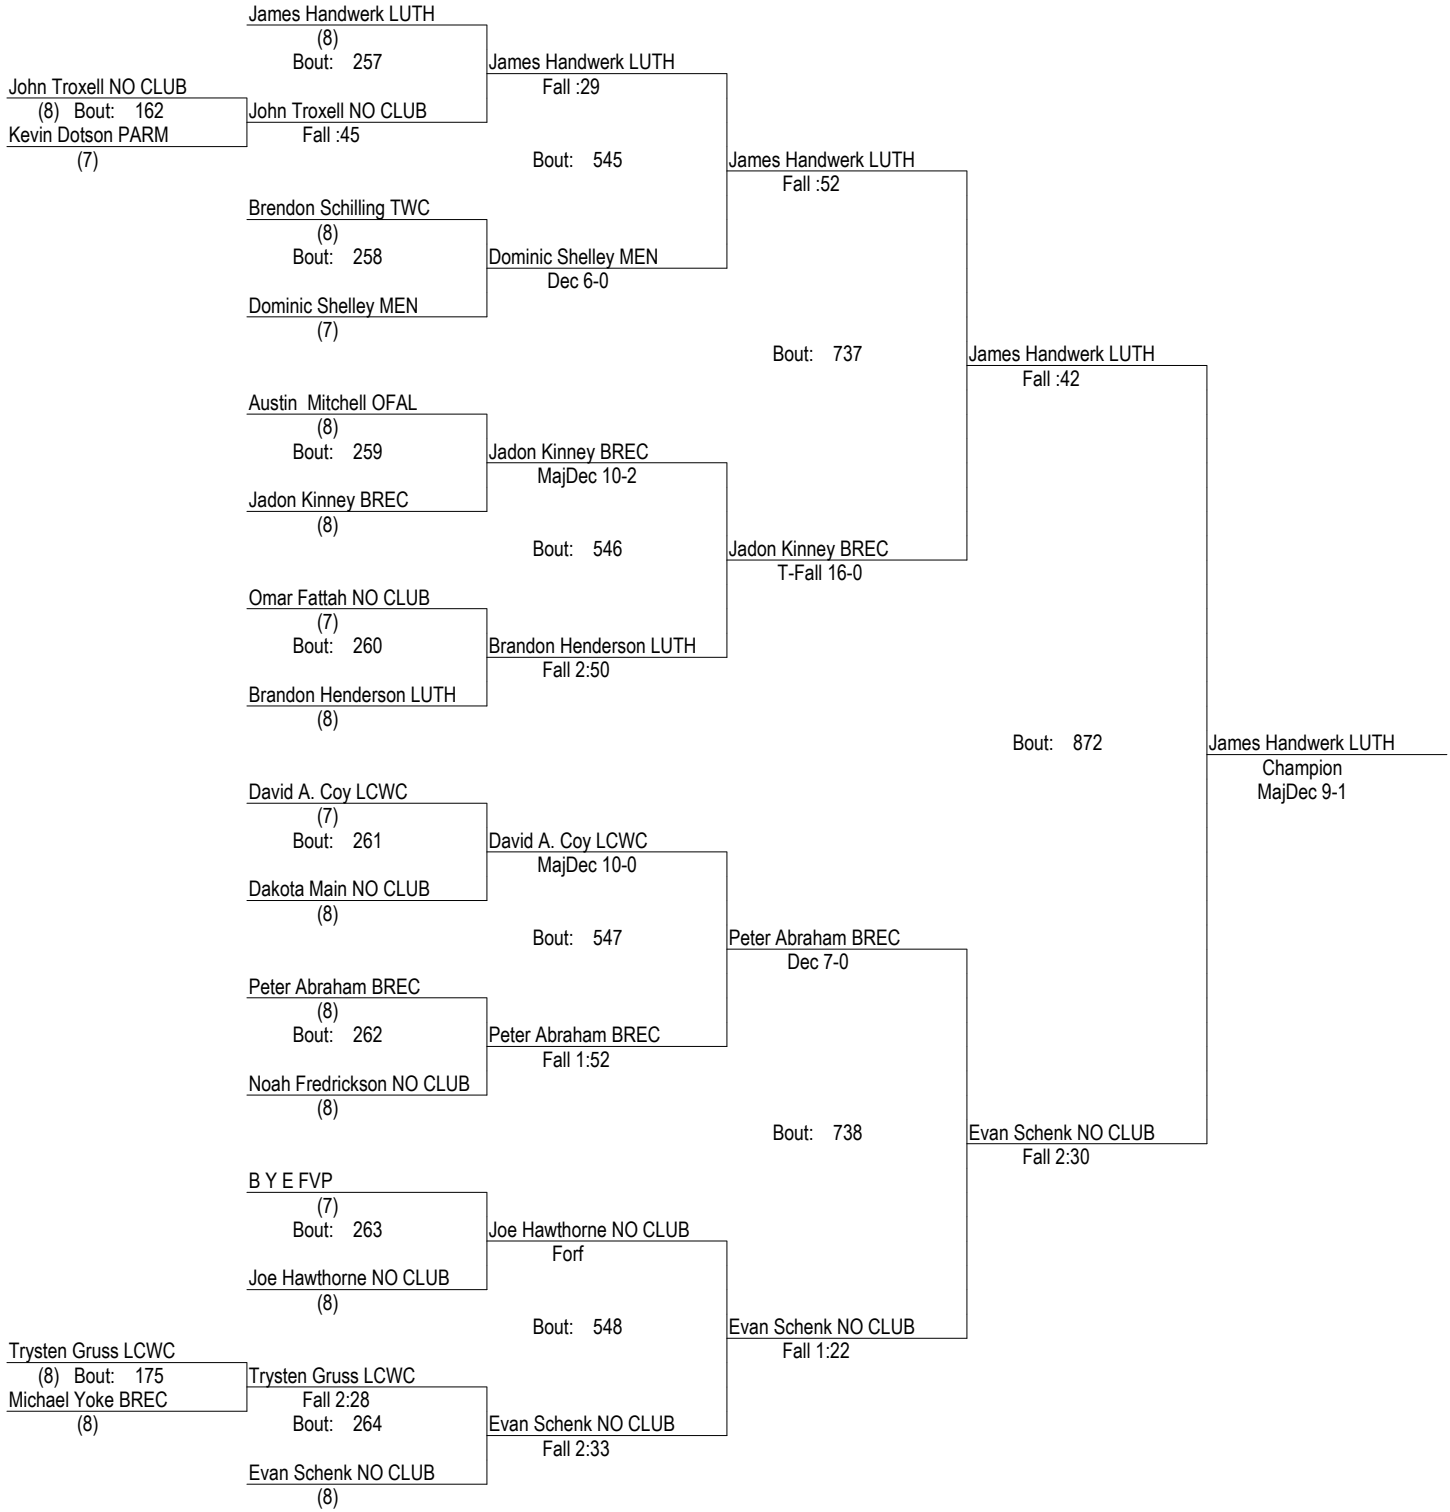 James Handwerk LUTH
(8)
Bout: 257
James Handwerk LUTH
Fall :29
John Troxell NO CLUB
(8) Bout: 162
John Troxell NO CLUB
Kevin Dotson PARM
Fall :45
(7)
Bout: 545
James Handwerk LUTH
Fall :52
Brendon Schilling TWC
(8)
Bout: 258
Dominic Shelley MEN
Dec 6-0
Dominic Shelley MEN
(7)
Bout: 737
James Handwerk LUTH
Fall :42
Austin  Mitchell OFAL
(8)
Bout: 259
Jadon Kinney BREC
MajDec 10-2
Jadon Kinney BREC
(8)
Bout: 546
Jadon Kinney BREC
T-Fall 16-0
Omar Fattah NO CLUB
(7)
Bout: 260
Brandon Henderson LUTH
Fall 2:50
Brandon Henderson LUTH
(8)
Bout: 872
James Handwerk LUTH
Champion
MajDec 9-1
David A. Coy LCWC
(7)
Bout: 261
David A. Coy LCWC
MajDec 10-0
Dakota Main NO CLUB
(8)
Bout: 547
Peter Abraham BREC
Dec 7-0
Peter Abraham BREC
(8)
Bout: 262
Peter Abraham BREC
Fall 1:52
Noah Fredrickson NO CLUB
(8)
Bout: 738
Evan Schenk NO CLUB
Fall 2:30
B Y E FVP
(7)
Bout: 263
Joe Hawthorne NO CLUB
Forf
Joe Hawthorne NO CLUB
(8)
Bout: 548
Evan Schenk NO CLUB
Fall 1:22
Trysten Gruss LCWC
(8) Bout: 175
Trysten Gruss LCWC
Michael Yoke BREC
Fall 2:28
(8)
Bout: 264
Evan Schenk NO CLUB
Fall 2:33
Evan Schenk NO CLUB
(8)